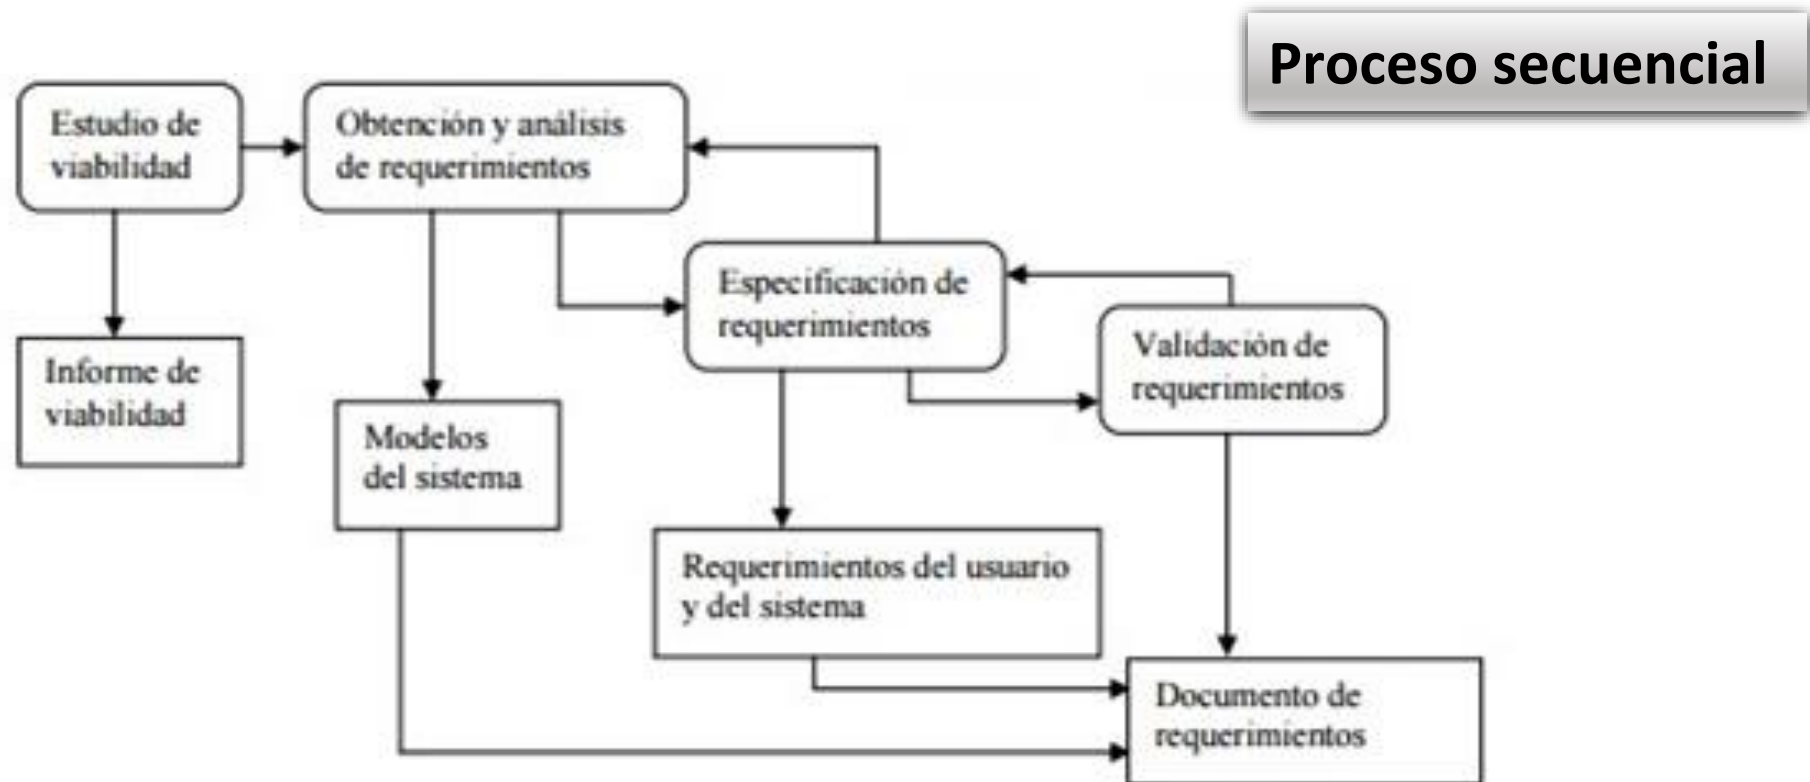 Proceso secuencial
Estudio de
viabilidad
Obtención y análisis
de requerimientos
Especificación de
requerimientos
Validación de
requerimientos
Informe de
viabilidad
Modelos
del sistema
Requerimientos del usuario
y del sistema
Documento de
requerimientos